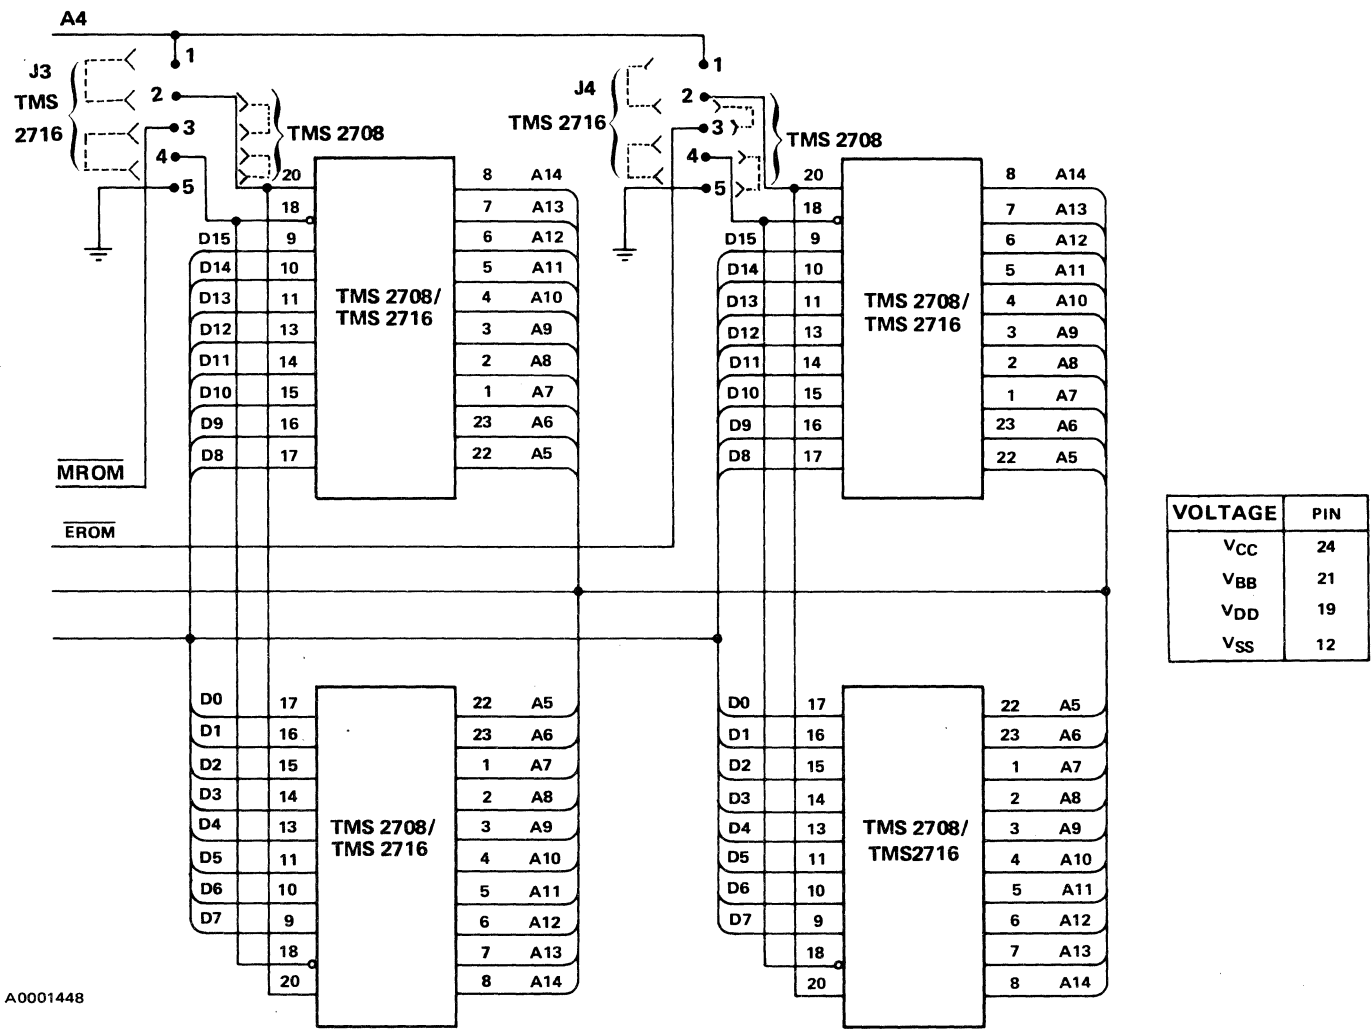 A4
J3
TMS
2716
1
2
3
4
5
TMS 2708
J4
TMS 2716
1
2
3
4
5
TMS 2708
20
18
D15 9
D14 10
D13 11
D12 13
D11 14
D10 15
D9 16
D8 17
TMS 2708/
TMS 2716
8 A14
7 A13
6 A12
5 A11
4 A10
3 A9
2 A8
1 A7
23 A6
22 A5
20
18
D15 9
D14 10
D13 11
D12 13
D11 14
D10 15
D9 16
D8 17
TMS 2708/
TMS 2716
8 A14
7 A13
6 A12
5 A11
4 A10
3 A9
2 A8
1 A7
23 A6
22 A5
MROM
EROM
VOLTAGE PIN
VCC 24
VBB 21
VDD 19
VSS 12
D0 17
D1 16
D2 15
D3 14
D4 13
D5 11
D6 10
D7 9
18
20
TMS 2708/
TMS 2716
22 A5
23 A6
1 A7
2 A8
3 A9
4 A10
5 A11
6 A12
7 A13
8 A14
D0 17
D1 16
D2 15
D3 14
D4 13
D5 11
D6 10
D7 9
18
20
TMS 2708/
TMS2716
22 A5
23 A6
1 A7
2 A8
3 A9
4 A10
5 A11
6 A12
7 A13
8 A14
A0001448